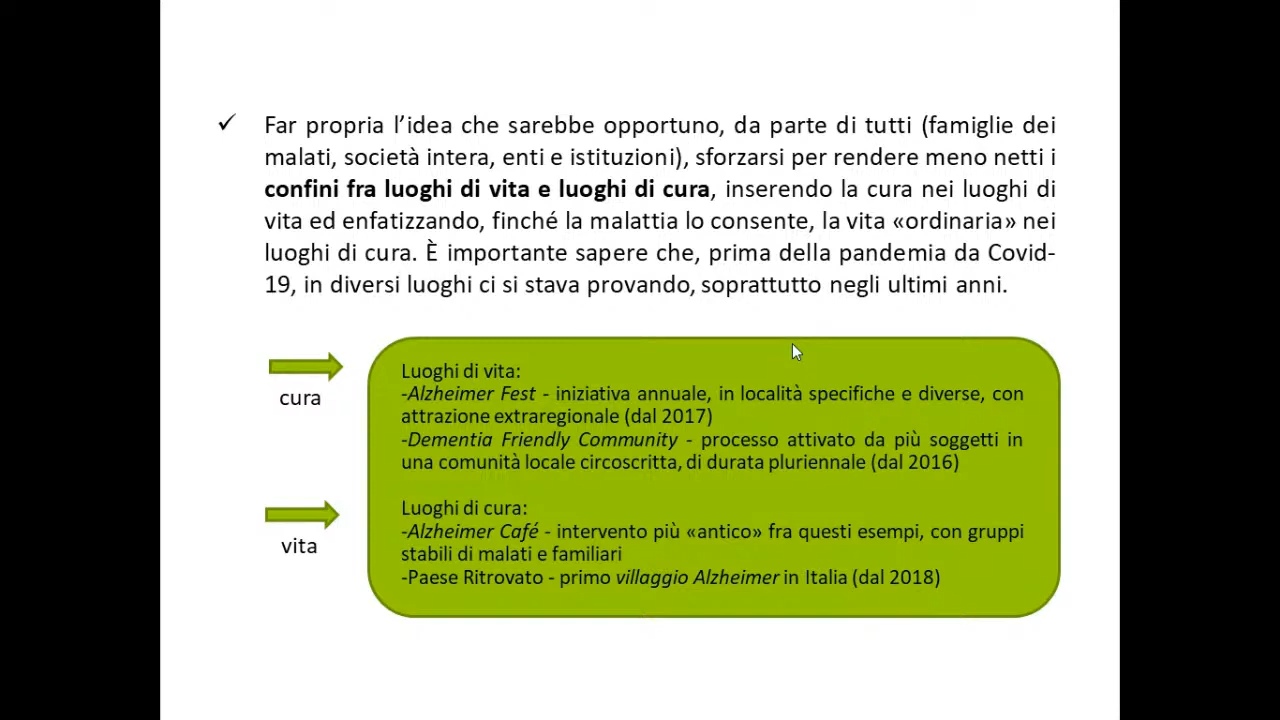 ✓ Far propria l’idea che sarebbe opportuno, da parte di tutti (famiglie dei
malati, società intera, enti e istituzioni), sforzarsi per rendere meno netti i
confini fra luoghi di vita e luoghi di cura, inserendo la cura nei luoghi di
vita ed enfatizzando, finché la malattia lo consente, la vita «ordinaria» nei
luoghi di cura. È importante sapere che, prima della pandemia da Covid-
19, in diversi luoghi ci si stava provando, soprattutto negli ultimi anni.
cura
Luoghi di vita:
-Alzheimer Fest - iniziativa annuale, in località specifiche e diverse, con
attrazione extraregionale (dal 2017)
-Dementia Friendly Community - processo attivato da più soggetti in
una comunità locale circoscritta, di durata pluriennale (dal 2016)
vita
Luoghi di cura:
-Alzheimer Café - intervento più «antico» fra questi esempi, con gruppi
stabili di malati e familiari
-Paese Ritrovato - primo villaggio Alzheimer in Italia (dal 2018)